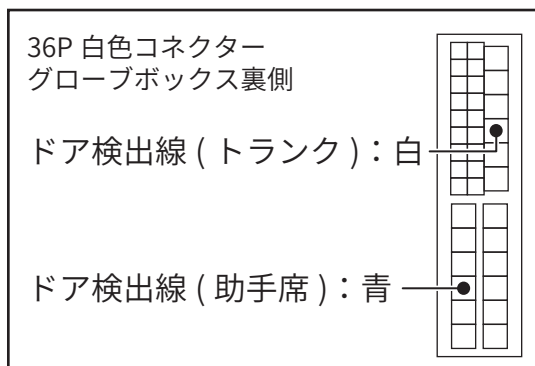 36P 白色コネクター
グローブボックス裏側
ドア検出線 ( トランク )：白
ドア検出線 ( 助手席 )：青